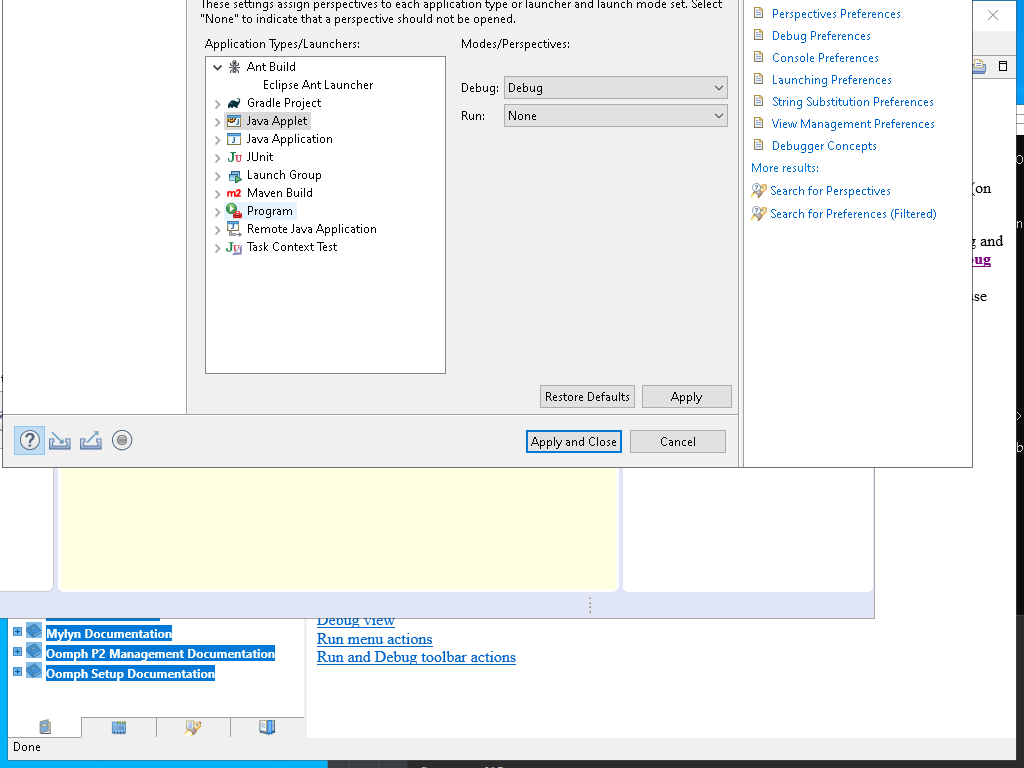 These settings assign perspectives to each application type or launcher and launch mode set. Select
"None" to indicate that a perspective should not be opened.
Application Types/Launchers:
Modes/Perspectives:
Ant Build
Eclipse Ant Launcher
Gradle Project
Java Applet
Java Application
JUnit
Launch Group
Maven Build
Program
Remote Java Application
Task Context Test
Debug: Debug
Run: None
Restore Defaults
Apply
Apply and Close
Cancel
Perspectives Preferences
Debug Preferences
Console Preferences
Launching Preferences
String Substitution Preferences
View Management Preferences
Debugger Concepts
More results:
Search for Perspectives
Search for Preferences (Filtered)
(on
g and
ug
se
Mylyn Documentation
Oomph P2 Management Documentation
Oomph Setup Documentation
Debug view
Run menu actions
Run and Debug toolbar actions
Done